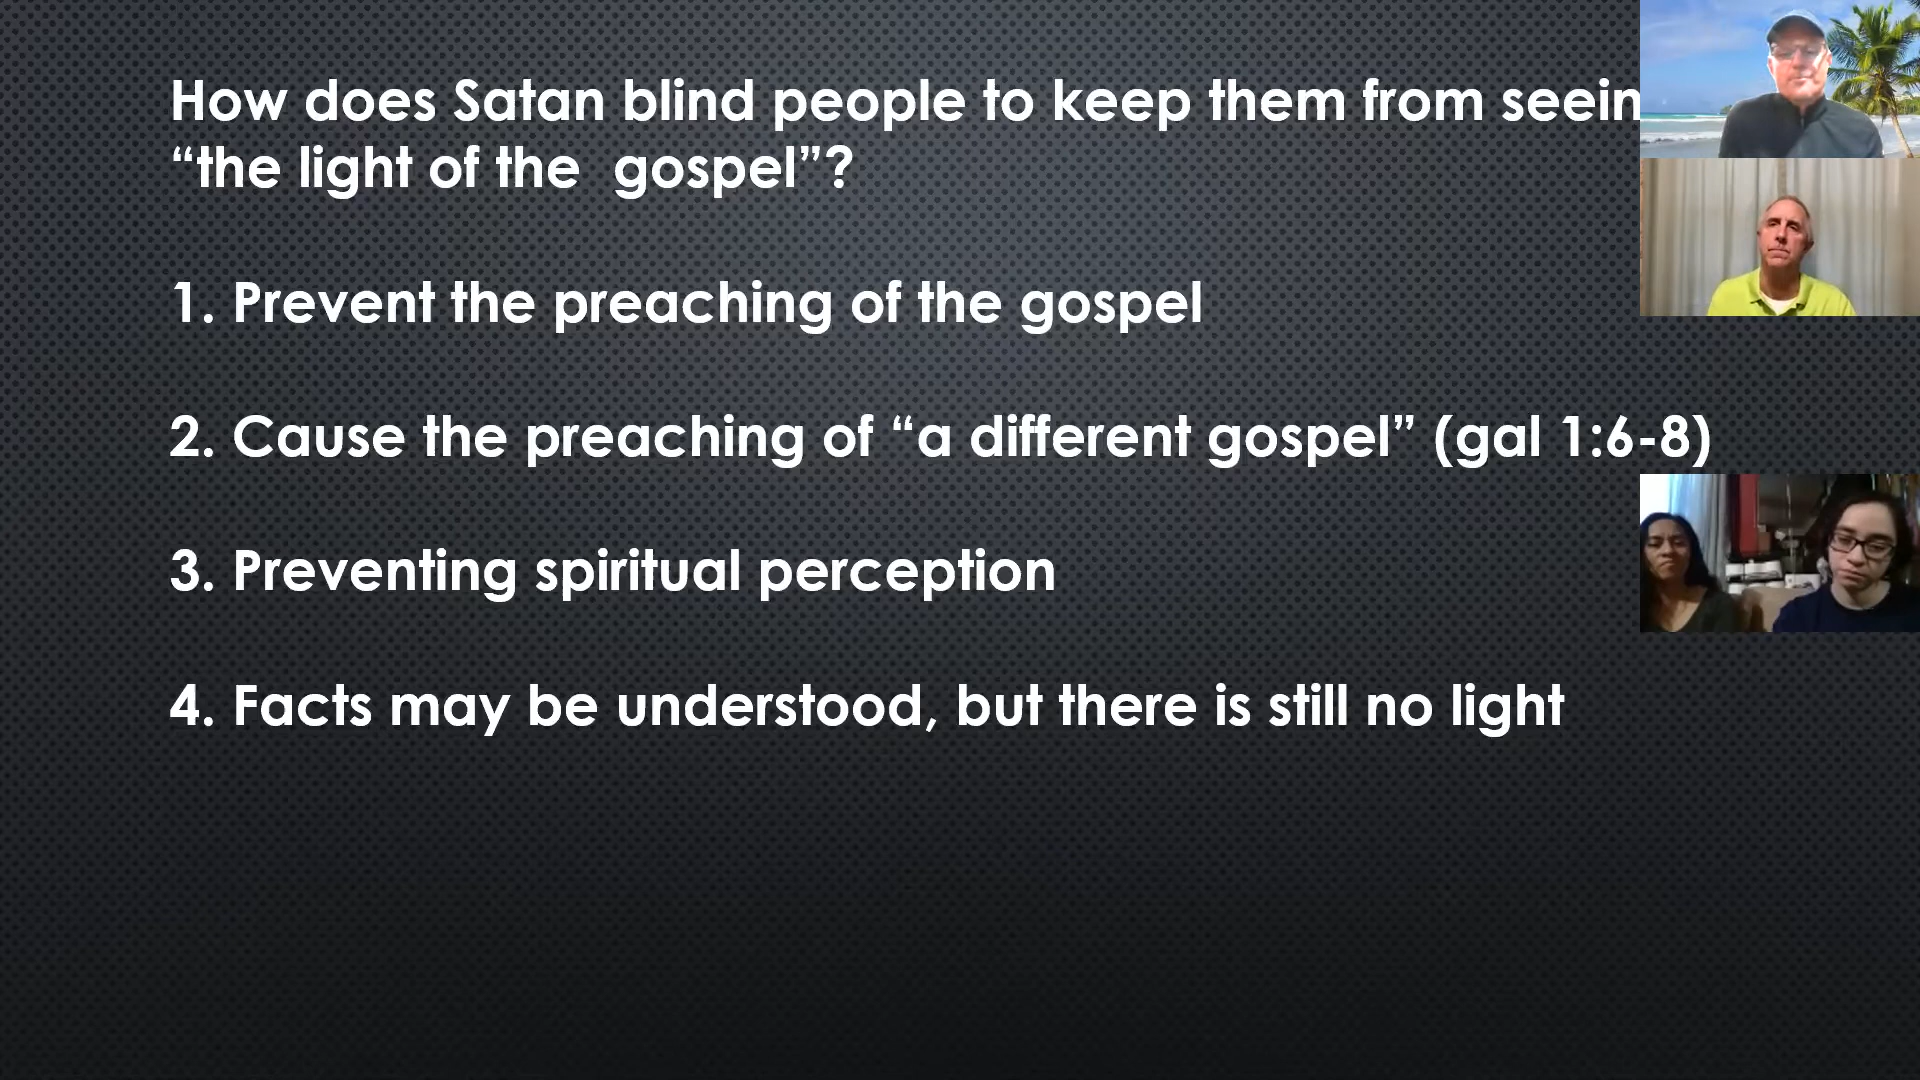 How does Satan blind people to keep them from seein
“the light of the gospel”?
1. Prevent the preaching of the gospel
2. Cause the preaching of “a different gospel” (gal 1:6-8)
3. Preventing spiritual perception
4. Facts may be understood, but there is still no light